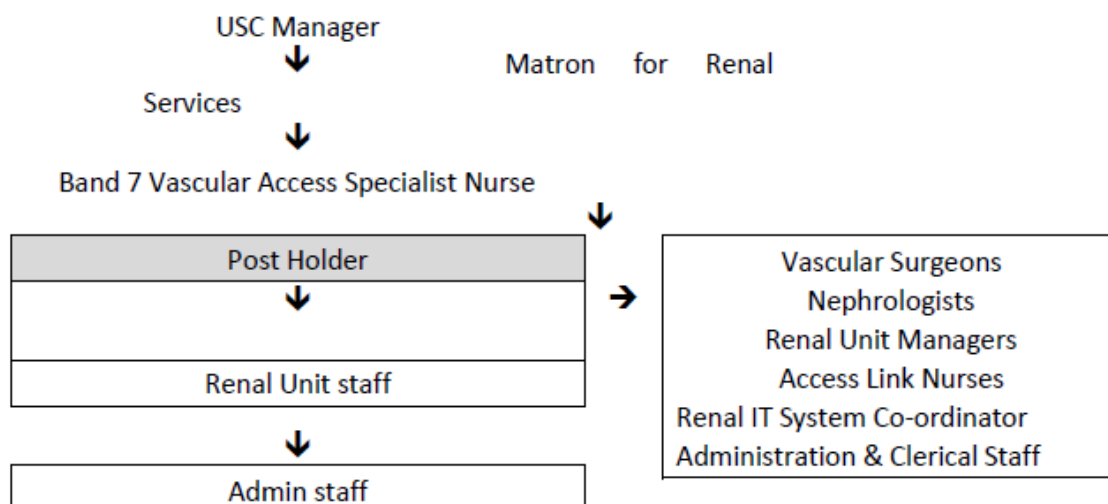 USC Manager
Matron for Renal
Services
Band 7 Vascular Access Specialist Nurse
Post Holder
Renal Unit staff
Admin staff
Vascular Surgeons
Nephrologists
Renal Unit Managers
Access Link Nurses
Renal IT System Co-ordinator
Administration & Clerical Staff